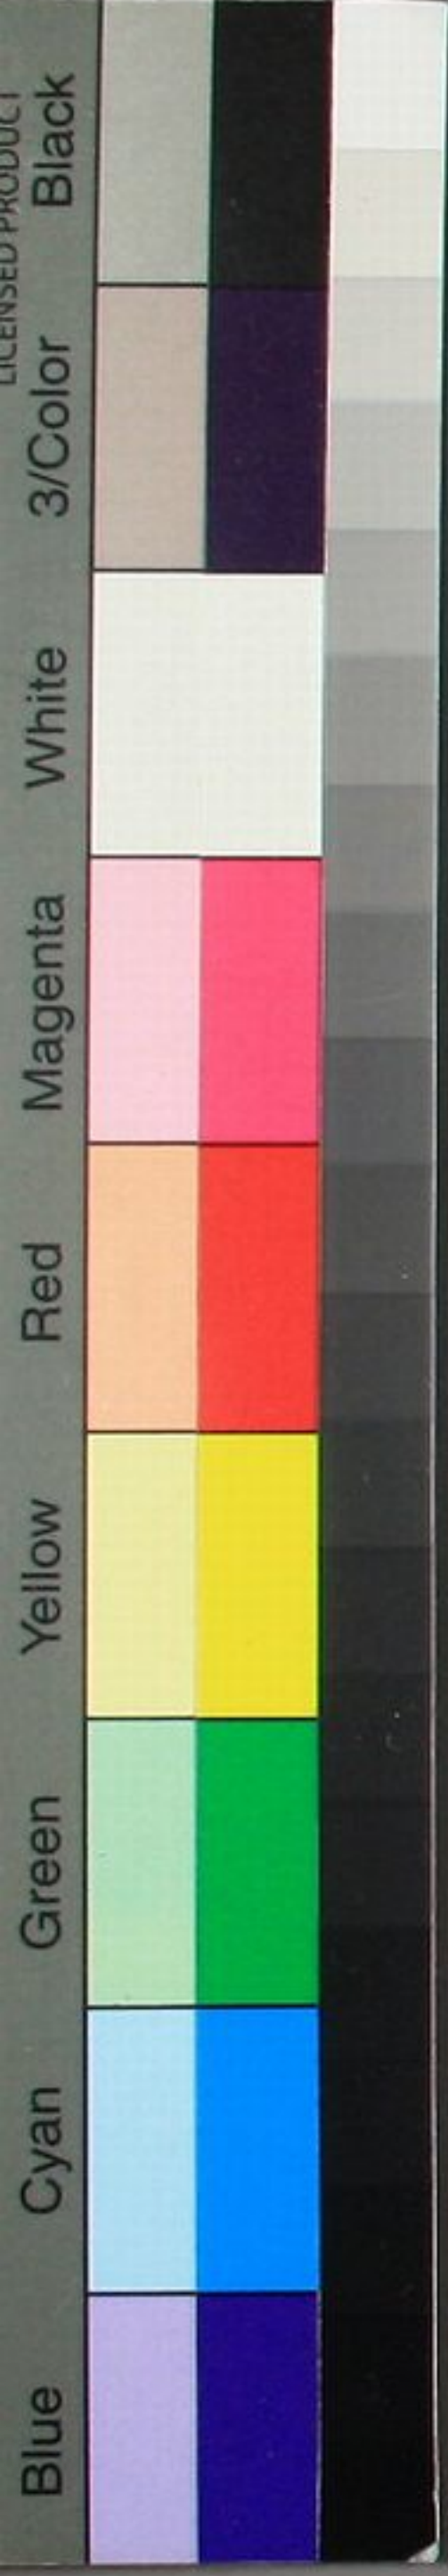 LICENSED PRODUCT
Black
3/Color
White
Magenta
Red
Yellow
Green
Cyan
Blue